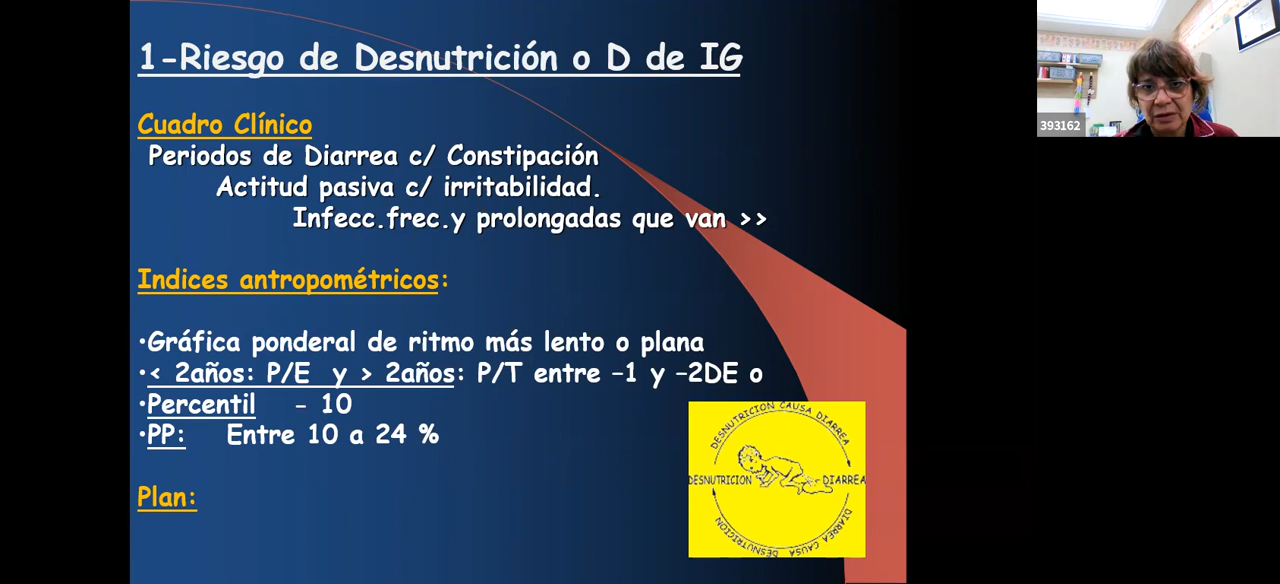 1-Riesgo de Desnutrición o D de IG
Cuadro Clínico
Periodos de Diarrea c/ Constipación
Actitud pasiva c/ irritabilidad.
Infecc.frec.y prolongadas que van >>
Indices antropométricos:
•Gráfica ponderal de ritmo más lento o plana
•< 2años: P/E y > 2años: P/T entre -1 y -2DE o
•Percentil - 10
•PP: Entre 10 a 24 %
Plan:
DESNUTRICION CAUSA DIARREA
DESNUTRICION DIARREA
DIARREA CAUSA DESNUTRICION
393162